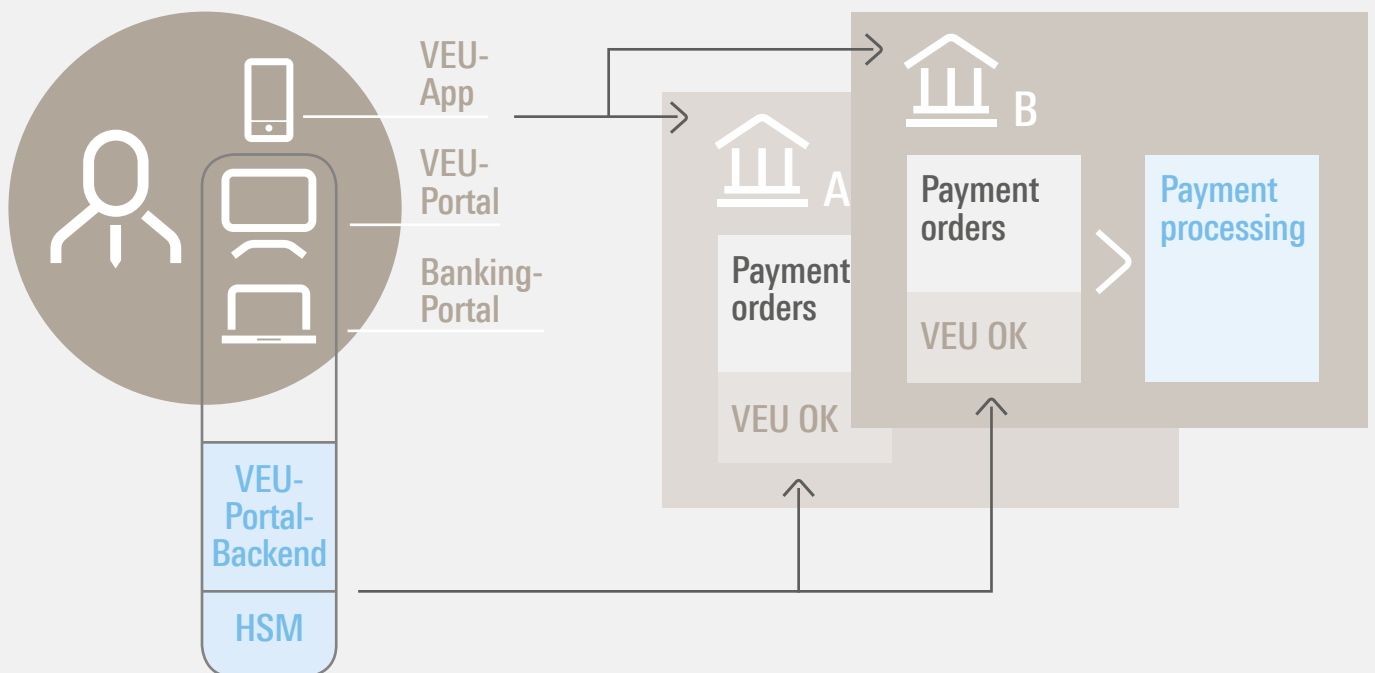 VEU-
App
VEU-
Portal
Banking-
Portal
VEU-
Portal-
Backend
HSM
A
Payment
orders
VEU OK
B
Payment
orders
VEU OK
Payment
processing